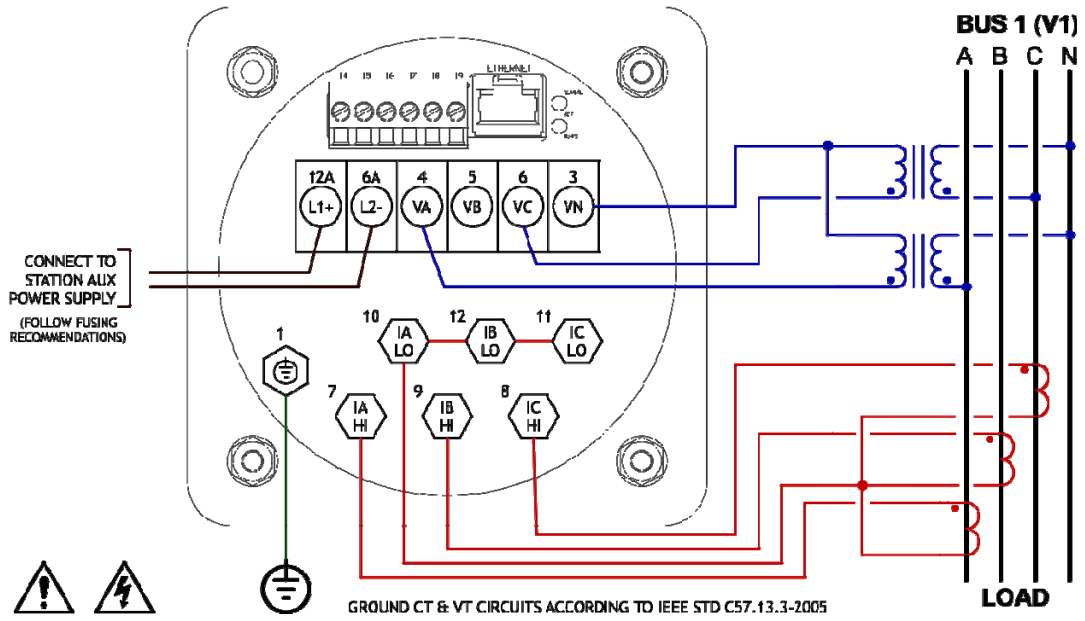 BUS 1 (V1)
A B C N
14 15 16 17 18 19
ETHERNET
12A 6A 4 5 6 3
L1+ L2- VA VB VC VN
CONNECT TO
STATION AUX
POWER SUPPLY
(FOLLOW FUSING
RECOMMENDATIONS)
10 12 11
IA IB IC
LO LO LO
1
7 9 8
IA IB IC
HI HI HI
LOAD
GROUND CT & VT CIRCUITS ACCORDING TO IEEE STD C57.13.3-2005